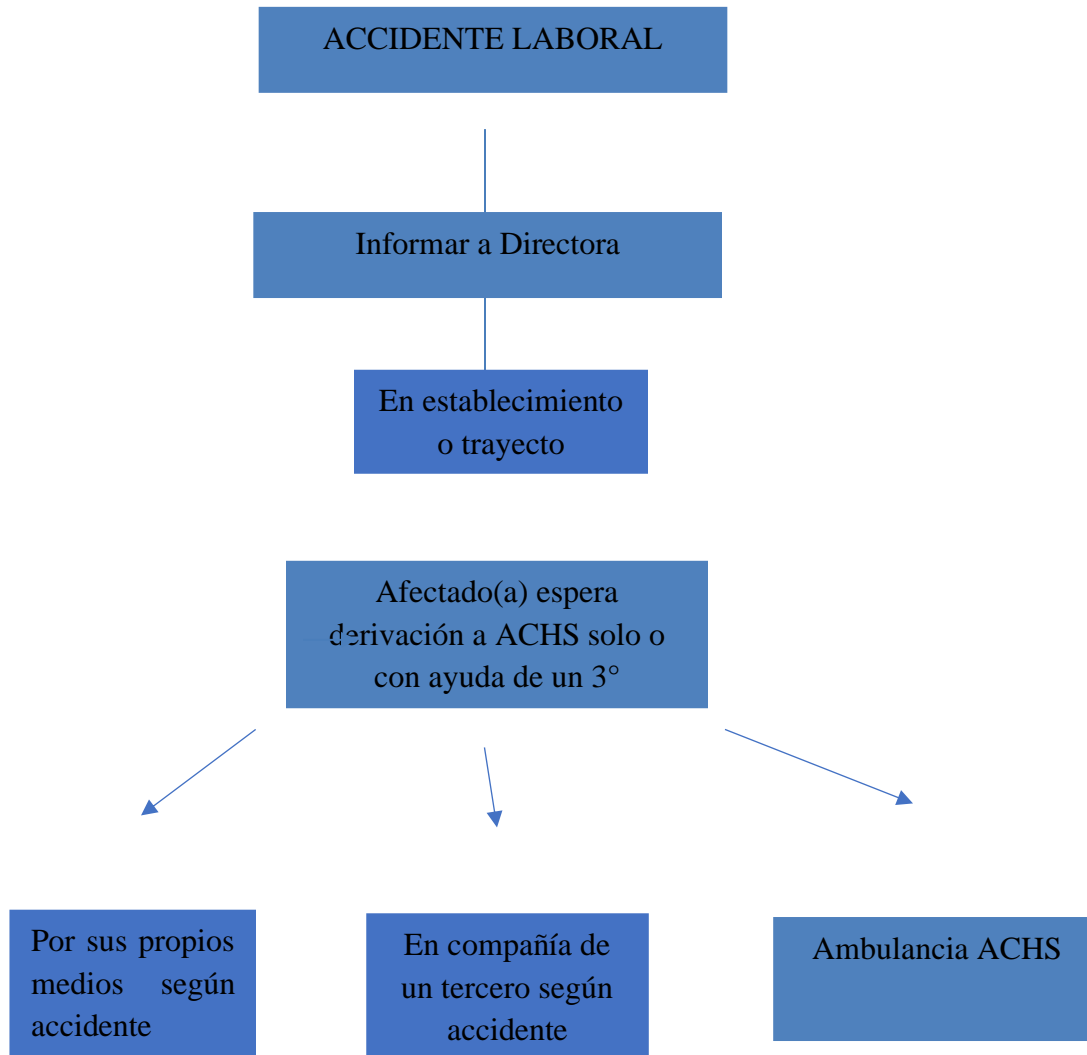 ACCIDENTE LABORAL
Informar a Directora
En establecimiento
o trayecto
Afectado(a) espera
derivación a ACHS solo o
con ayuda de un 3°
Por sus propios
medios según
accidente
En compañía de
un tercero según
accidente
Ambulancia ACHS